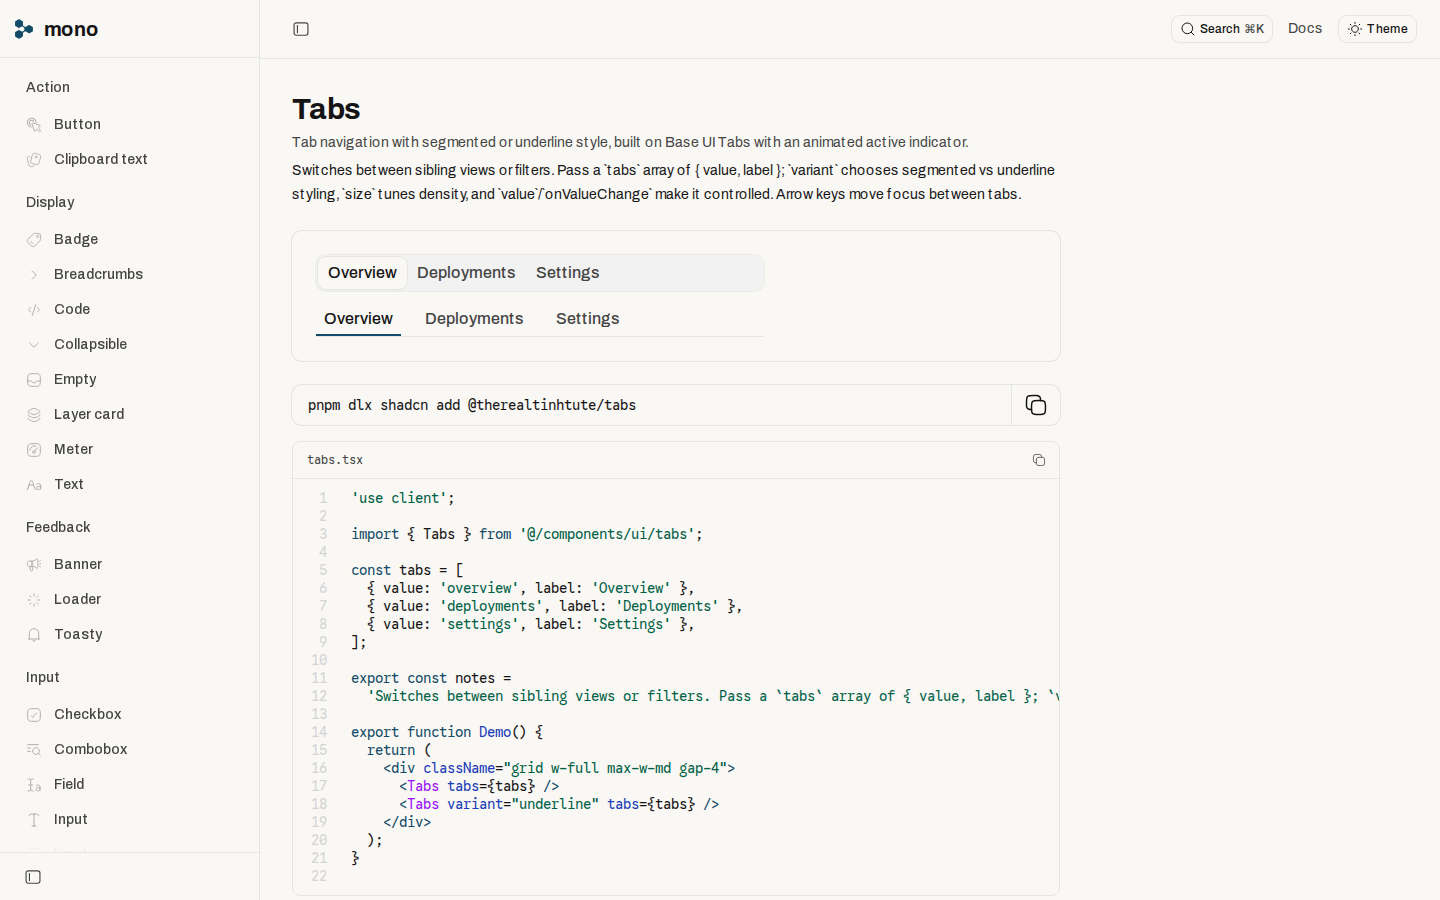 mono
Search ⌘K
Docs
Theme
Action
Button
Clipboard text
Display
Badge
Breadcrumbs
Code
Collapsible
Empty
Layer card
Meter
Text
Feedback
Banner
Loader
Toasty
Input
Checkbox
Combobox
Field
Input
Tabs
Tab navigation with segmented or underline style, built on Base UI Tabs with an animated active indicator.
Switches between sibling views or filters. Pass a `tabs` array of { value, label }; `variant` chooses segmented vs underline
styling, `size` tunes density, and `value`/`onValueChange` make it controlled. Arrow keys move focus between tabs.
Overview Deployments Settings
Overview Deployments Settings
pnpm dlx shadcn add @therealtinhtute/tabs
tabs.tsx
1 'use client';
2
3 import { Tabs } from '@/components/ui/tabs';
4
5 const tabs = [
6 { value: 'overview', label: 'Overview' },
7 { value: 'deployments', label: 'Deployments' },
8 { value: 'settings', label: 'Settings' },
9 ];
10
11 export const notes =
12 'Switches between sibling views or filters. Pass a `tabs` array of { value, label }; `v
13
14 export function Demo() {
15 return (
16 <div className="grid w-full max-w-md gap-4">
17 <Tabs tabs={tabs} />
18 <Tabs variant="underline" tabs={tabs} />
19 </div>
20 );
21 }
22